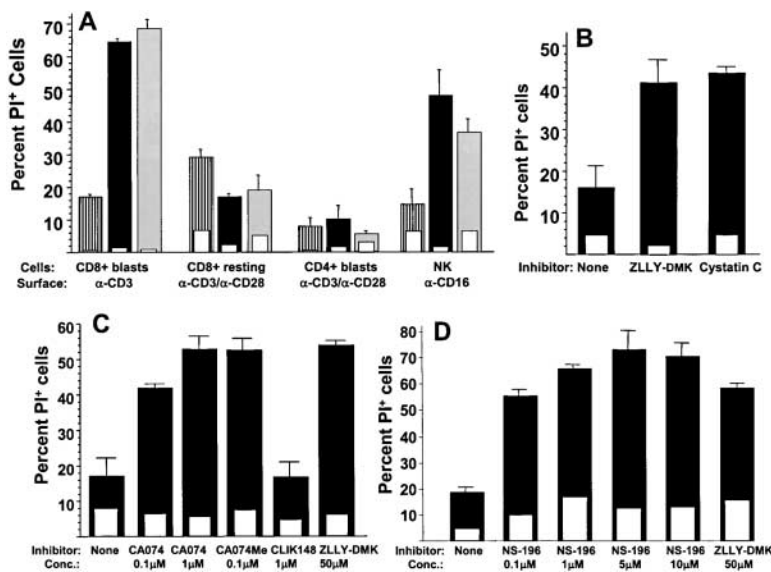 A
Percent PI+ Cells
70
60
50
40
30
20
10
Cells: CD8+ blasts CD8+ resting CD4+ blasts NK
Surface: α-CD3 α-CD3/α-CD28 α-CD3/α-CD28 α-CD16
B
Percent PI+ cells
50
40
30
20
10
Inhibitor: None ZLLY-DMK Cystatin C
C
Percent PI+ cells
60
50
40
50
20
10
Inhibitor: None CA074 CA074 CA074Me CLIK148 ZLLY-DMK
Conc.: 0.1µM 1µM 0.1µM 1µM 50µM
D
Percent PI+ cells
80
70
60
50
40
30
20
10
Inhibitor: None NS-196 NS-196 NS-196 NS-196 ZLLY-DMK
Conc.: 0.1µM 1µM 5µM 10µM 50µM